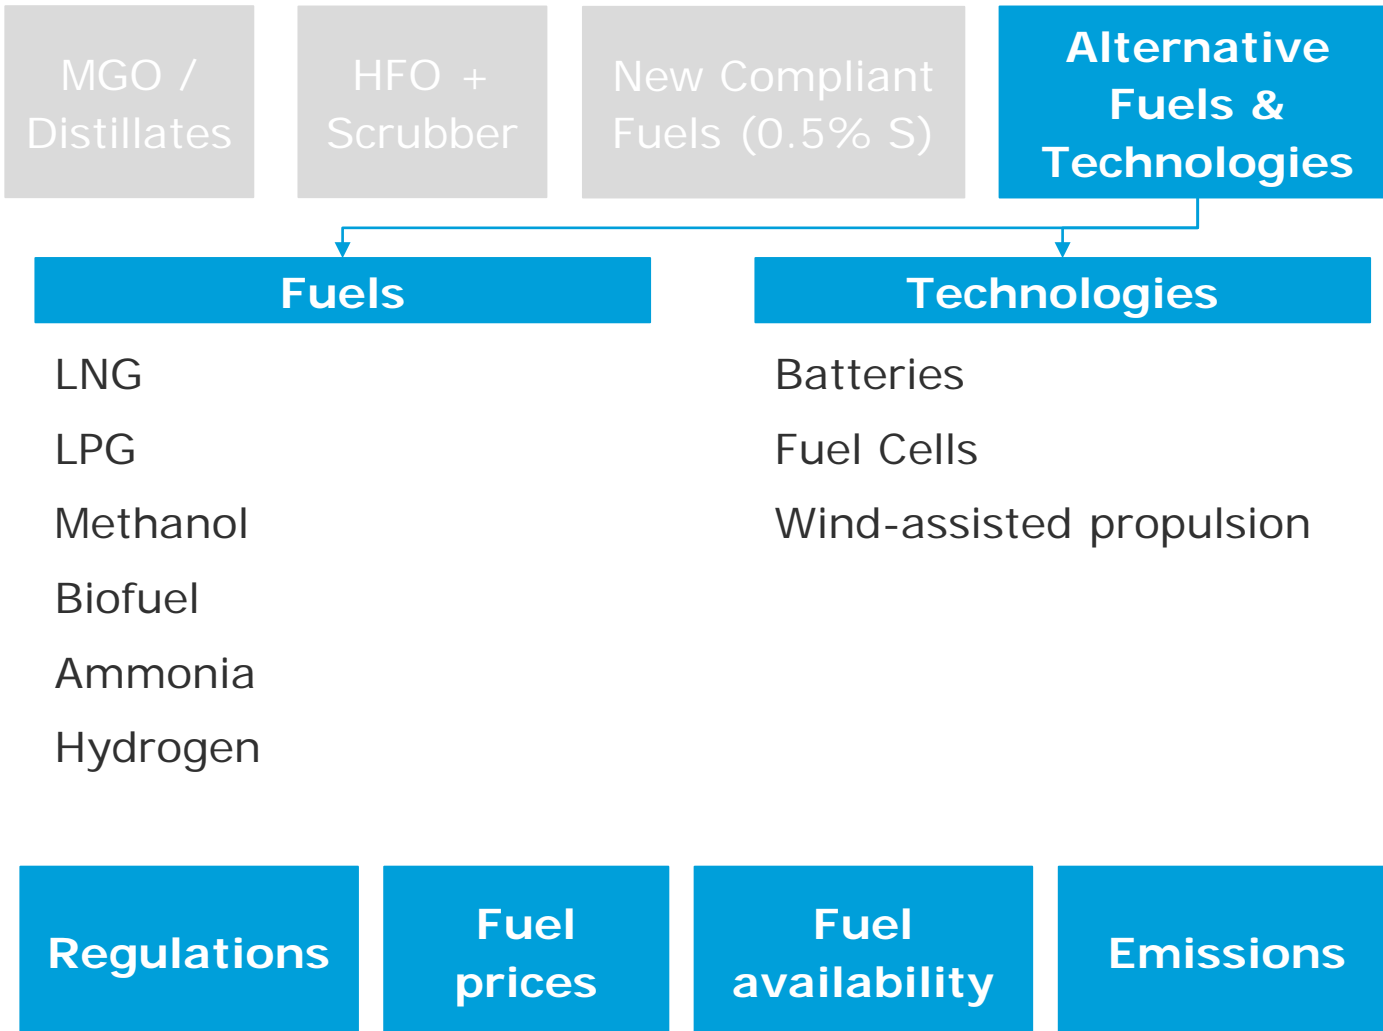 MGO /
Distillates
HFO +
Scrubber
New Compliant
Fuels (0.5% S)
Alternative
Fuels &
Technologies
Fuels
LNG
LPG
Methanol
Biofuel
Ammonia
Hydrogen
Technologies
Batteries
Fuel Cells
Wind-assisted propulsion
Regulations
Fuel
prices
Fuel
availability
Emissions